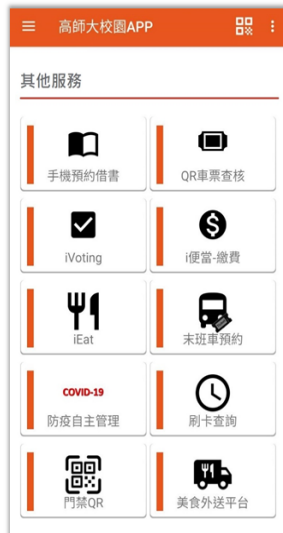 高師大校園APP
其他服務
手機預約借書
QR車票查核
iVoting
i便當-繳費
iEat
末班車預約
COVID-19
防疫自主管理
刷卡查詢
門禁QR
美食外送平台